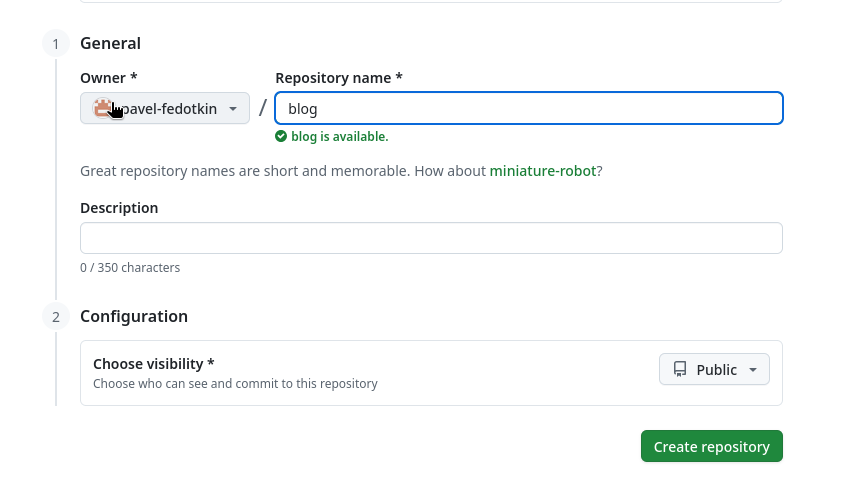 1
General
Owner *
Repository name *
pavel-fedotkin / blog
blog is available.
Great repository names are short and memorable. How about miniature-robot?
Description
0 / 350 characters
2
Configuration
Choose visibility *
Choose who can see and commit to this repository
Public
Create repository